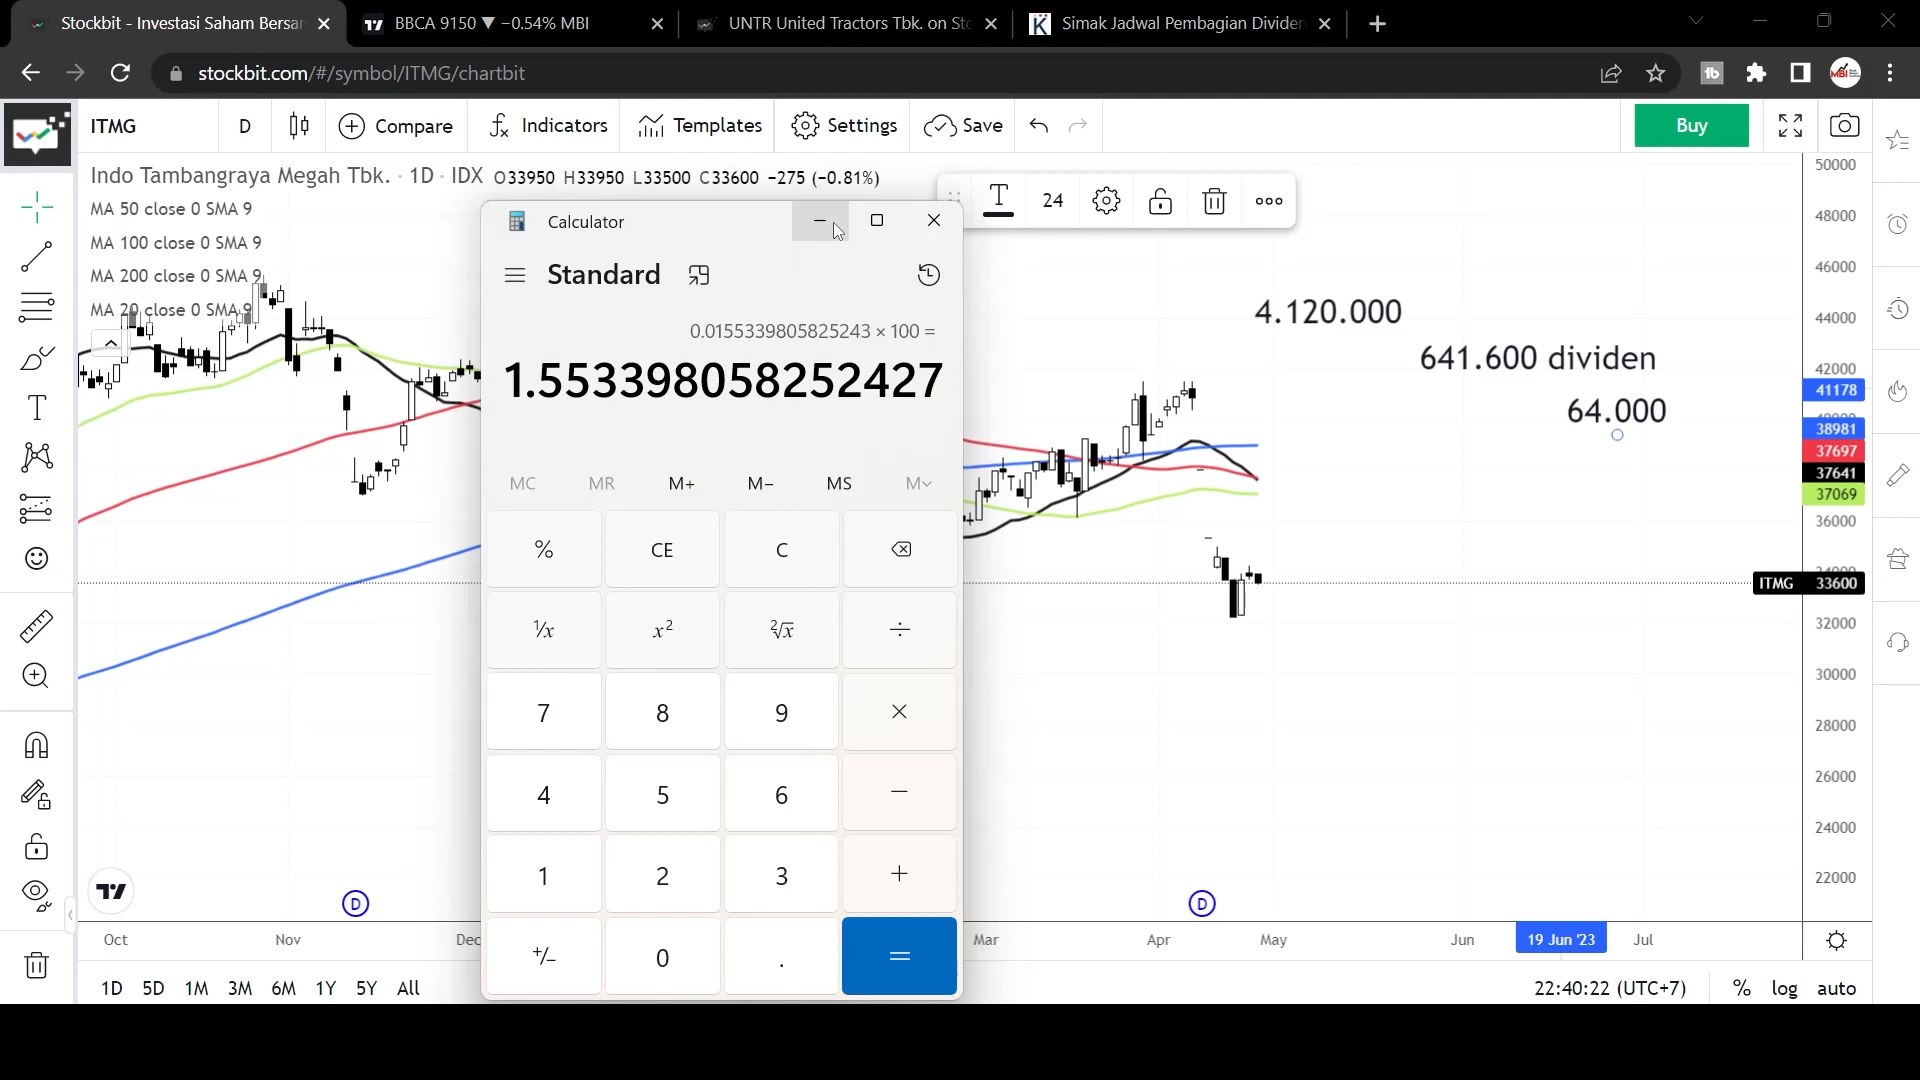 Stockbit - Investasi Saham Bersar
BBCA 9150 ▼ −0.54% MBI
UNTR United Tractors Tbk. on Sto
Simak Jadwal Pembagian Dividen
stockbit.com/#/symbol/ITMG/chartbit
ITMG
D
Compare
Indicators
Templates
Settings
Save
Buy
Indo Tambangraya Megah Tbk. · 1D · IDX O33950 H33950 L33500 C33600 −275 (−0.81%)
MA 50 close 0 SMA 9
MA 100 close 0 SMA 9
MA 200 close 0 SMA 9
MA 20 close 0 SMA 9
T 24
Calculator
Standard
0.0155339805825243 × 100 =
1.553398058252427
MC MR M+ M− MS M˅
% CE C
¹/x x² ²√x ÷
7 8 9 ×
4 5 6 −
1 2 3 +
+/− 0 . =
4.120.000
641.600 dividen
64.000
50000
48000
46000
44000
42000
41178
38981
37697
37641
37069
36000
ITMG 33600
32000
30000
28000
26000
24000
22000
D
D
Oct Nov Dec Mar Apr May Jun 19 Jun '23 Jul
1D 5D 1M 3M 6M 1Y 5Y All
22:40:22 (UTC+7) % log auto